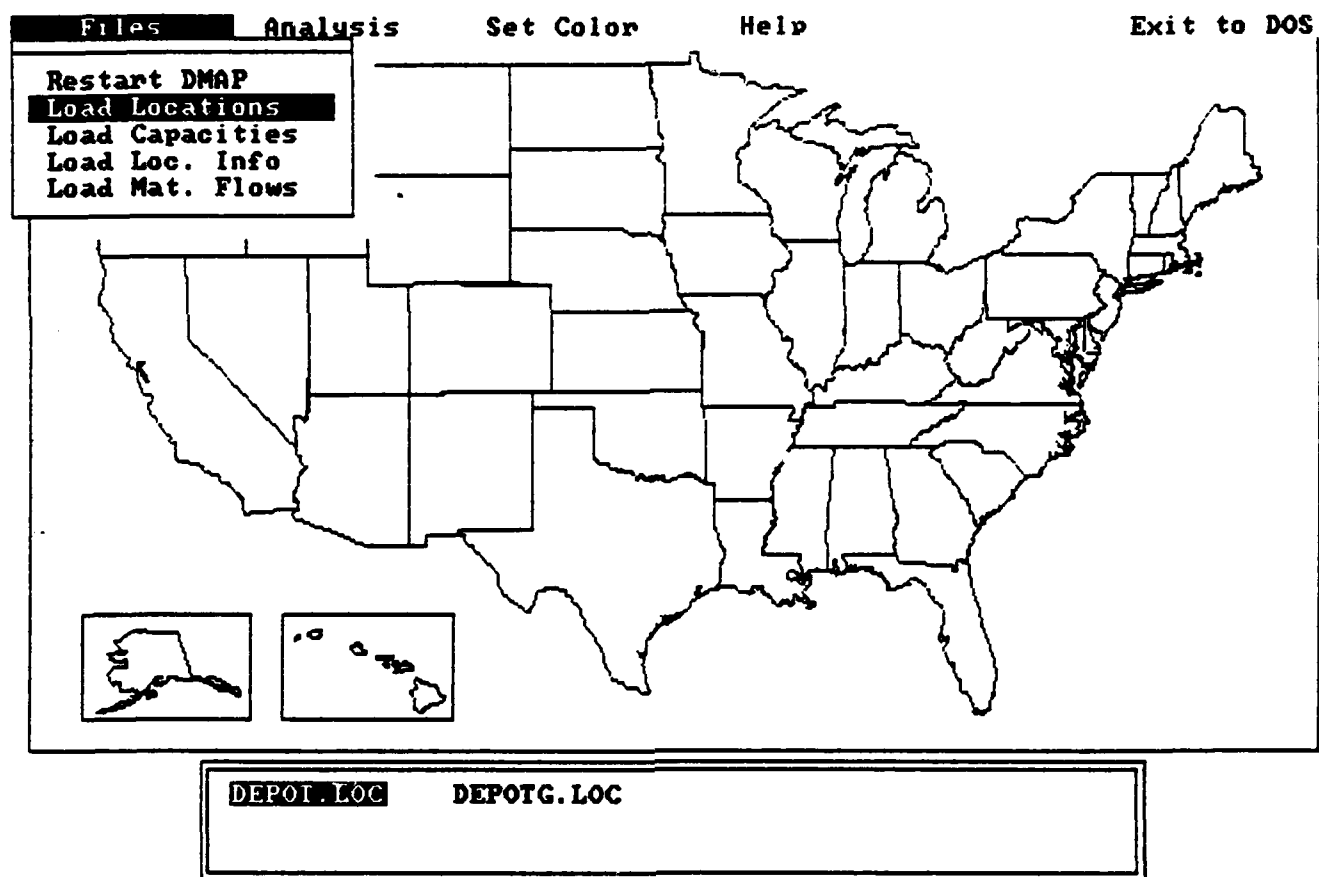 Files Analysis Set Color Help Exit to DOS
Restart DMAP
Load Locations
Load Capacities
Load Loc. Info
Load Mat. Flows
DEPOT.LOC DEPOTG.LOC